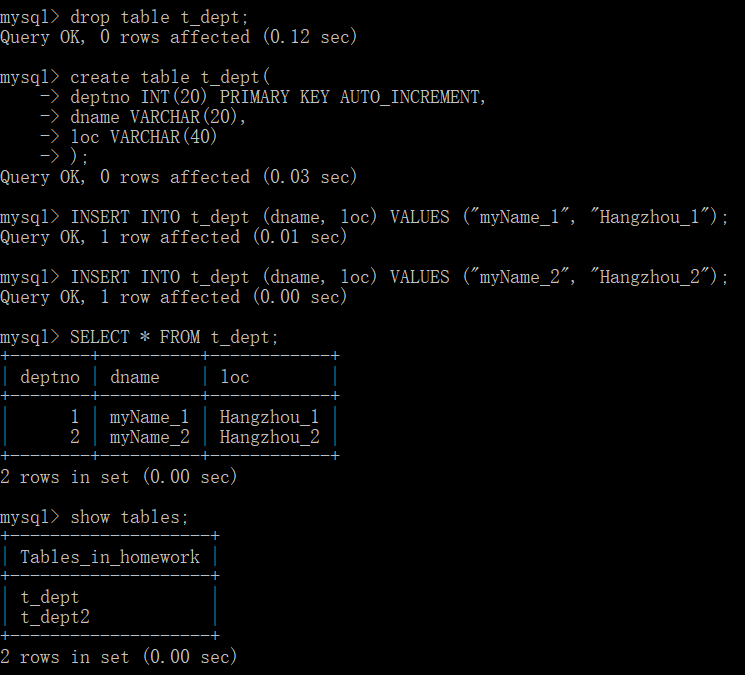 mysql> drop table t_dept;
Query OK, 0 rows affected (0.12 sec)
mysql> create table t_dept(
    -> deptno INT(20) PRIMARY KEY AUTO_INCREMENT,
    -> dname VARCHAR(20),
    -> loc VARCHAR(40)
    -> );
Query OK, 0 rows affected (0.03 sec)
mysql> INSERT INTO t_dept (dname, loc) VALUES ("myName_1", "Hangzhou_1");
Query OK, 1 row affected (0.01 sec)
mysql> INSERT INTO t_dept (dname, loc) VALUES ("myName_2", "Hangzhou_2");
Query OK, 1 row affected (0.00 sec)
mysql> SELECT * FROM t_dept;
+--------+----------+------------+
| deptno | dname    | loc        |
+--------+----------+------------+
|      1 | myName_1 | Hangzhou_1 |
|      2 | myName_2 | Hangzhou_2 |
+--------+----------+------------+
2 rows in set (0.00 sec)
mysql> show tables;
+--------------------+
| Tables_in_homework |
+--------------------+
| t_dept             |
| t_dept2            |
+--------------------+
2 rows in set (0.00 sec)